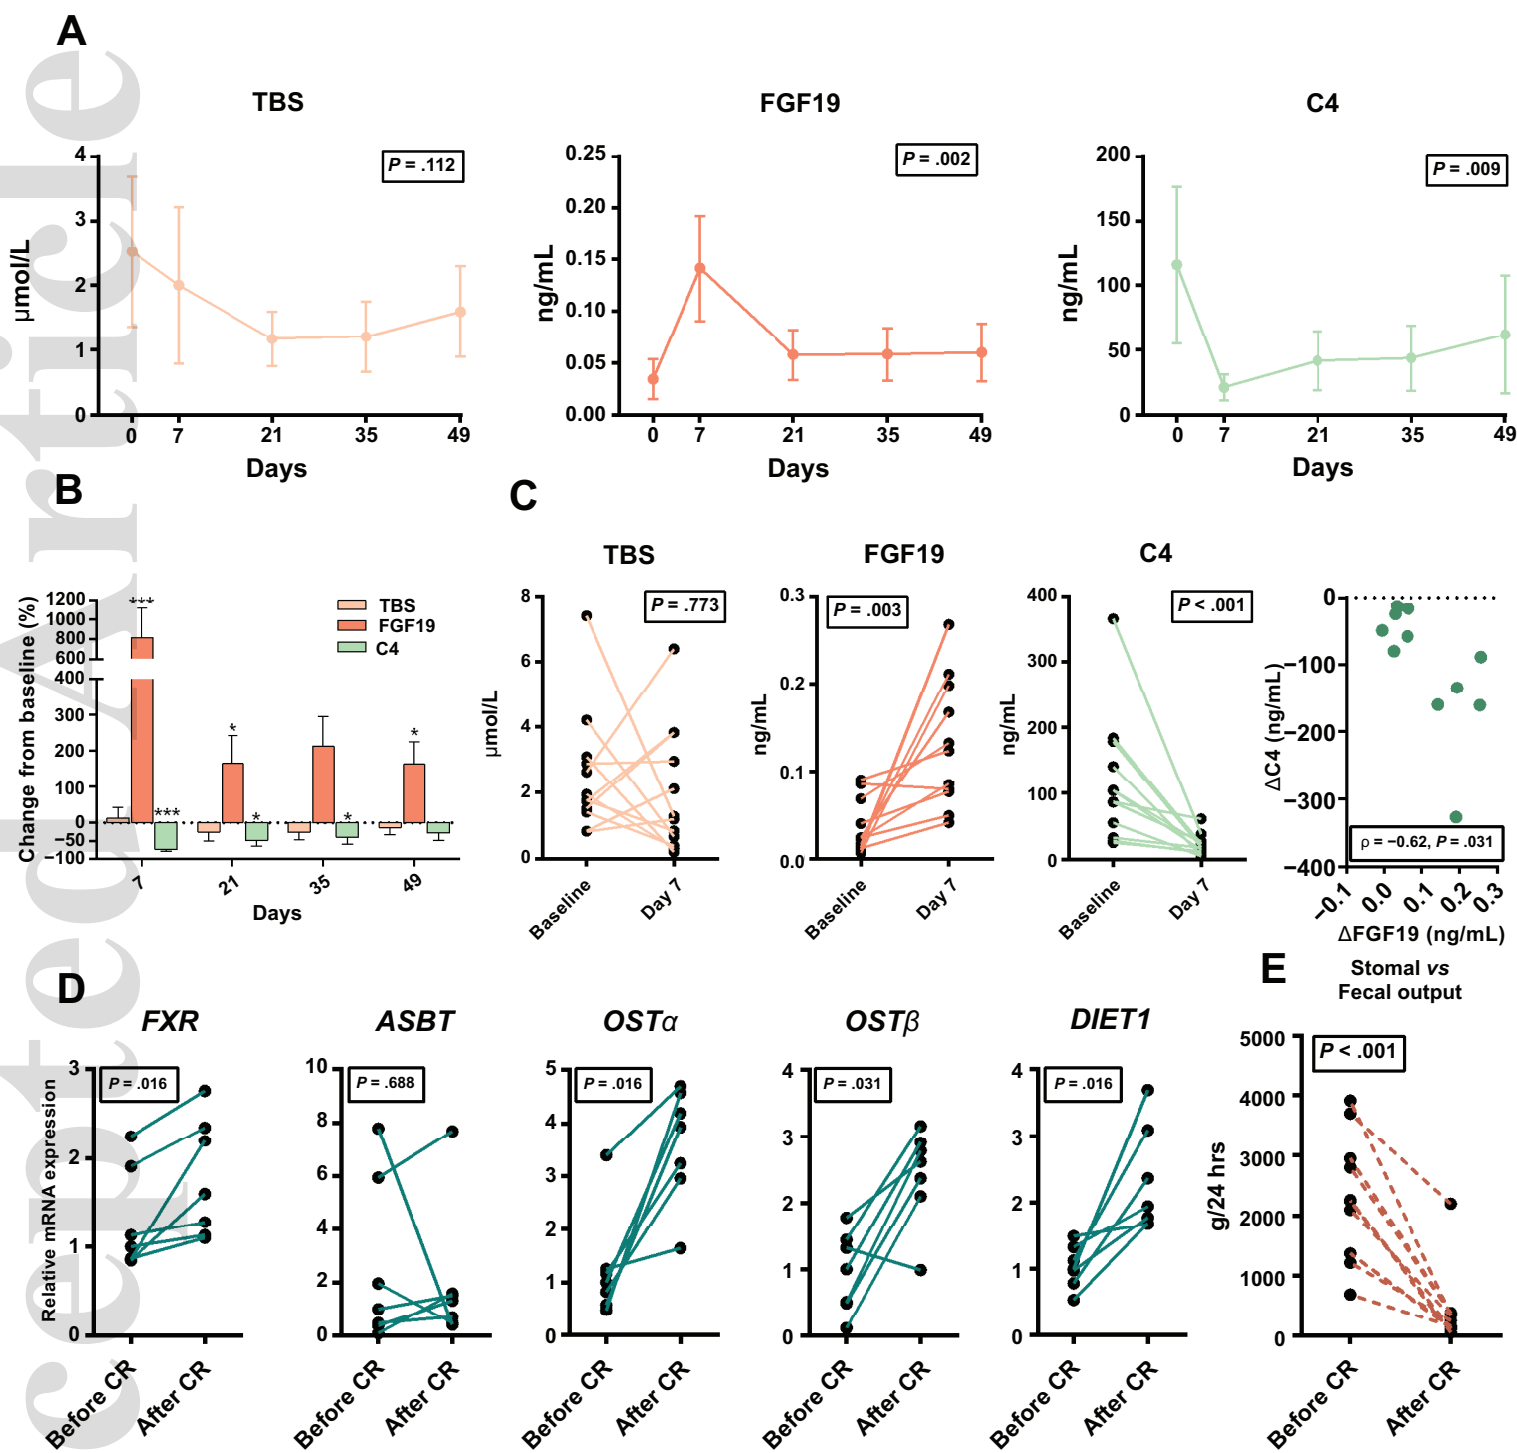 Accepted Article
A
TBS
FGF19
C4
P = .112
P = .002
P = .009
4
3
2
1
0
μmol/L
0 7 21 35 49
Days
0.25
0.20
0.15
0.10
0.05
0.00
ng/mL
0 7 21 35 49
Days
200
150
100
50
0
ng/mL
0 7 21 35 49
Days
B
Change from baseline (%)
1200
1000
800
600
400
300
200
100
0
−50
−100
***
***
*
*
*
*
TBS
FGF19
C4
7 21 35 49
Days
C
TBS
P = .773
8
6
4
2
0
μmol/L
Baseline Day 7
FGF19
P = .003
0.3
0.2
0.1
0.0
ng/mL
Baseline Day 7
C4
P < .001
400
300
200
100
0
ng/mL
Baseline Day 7
0
−100
−200
−300
−400
ΔC4 (ng/mL)
ρ = −0.62, P = .031
−0.1 0.0 0.1 0.2 0.3
ΔFGF19 (ng/mL)
D
FXR
P = .016
3
2
1
0
Relative mRNA expression
Before CR After CR
ASBT
P = .688
10
8
6
4
2
0
Before CR After CR
OSTα
P = .016
5
4
3
2
1
0
Before CR After CR
OSTβ
P = .031
4
3
2
1
0
Before CR After CR
DIET1
P = .016
4
3
2
1
0
Before CR After CR
E
Stomal vs
Fecal output
P < .001
5000
4000
3000
2000
1000
0
g/24 hrs
Before CR After CR